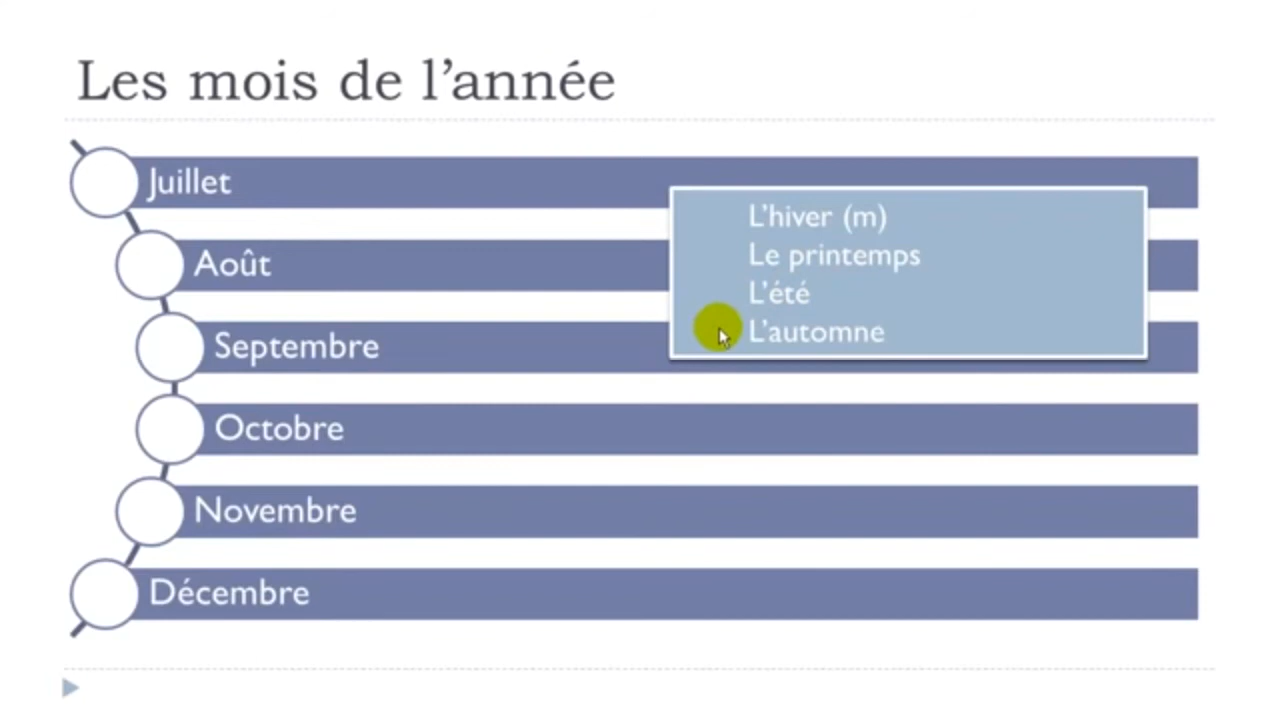 Les mois de l’année
Juillet
Août
Septembre
Octobre
Novembre
Décembre
L’hiver (m)
Le printemps
L’été
L’automne